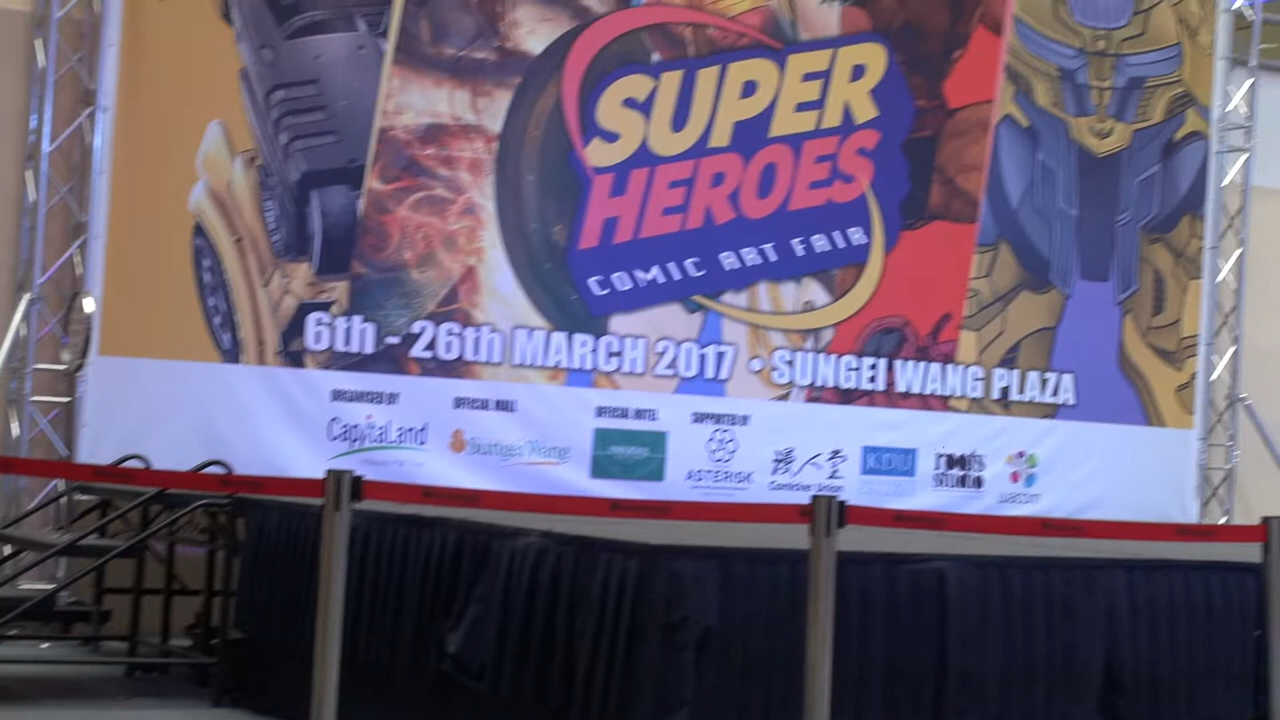 SUPER
HEROES
COMIC ART FAIR
6th - 26th MARCH 2017 • SUNGEI WANG PLAZA
ORGANISED BY
OFFICIAL MALL
OFFICIAL HOTEL
SUPPORTED BY
CapitaLand
Sungei Wang
ASTERISK
KDU
wacom